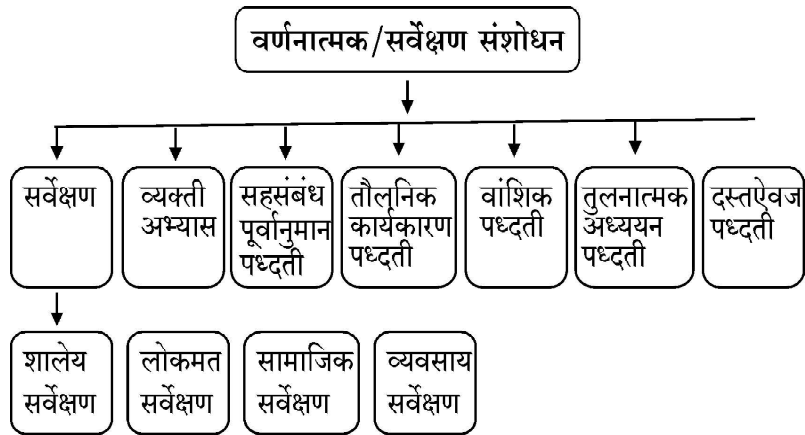 वर्णनात्मक/सर्वेक्षण संशोधन
सर्वेक्षण
व्यक्ती
अभ्यास
सहसंबंध
पूर्वानुमान
पध्दती
तौलनिक
कार्यकारण
पध्दती
वांशिक
पध्दती
तुलनात्मक
अध्ययन
पध्दती
दस्तऐवज
पध्दती
शालेय
सर्वेक्षण
लोकमत
सर्वेक्षण
सामाजिक
सर्वेक्षण
व्यवसाय
सर्वेक्षण